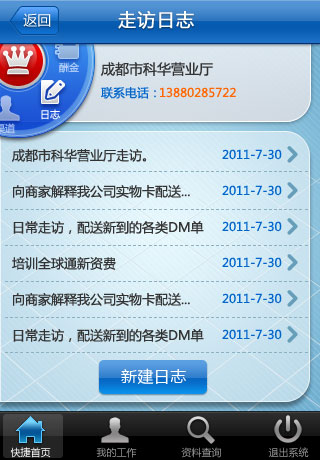 返回
走访日志
酬金
日志
渠道
成都市科华营业厅
联系电话：13880285722
成都市科华营业厅走访。 2011-7-30
向商家解释我公司实物卡配送... 2011-7-30
日常走访，配送新到的各类DM单 2011-7-30
培训全球通新资费 2011-7-30
向商家解释我公司实物卡配送... 2011-7-30
日常走访，配送新到的各类DM单 2011-7-30
新建日志
快捷首页 我的工作 资料查询 退出系统